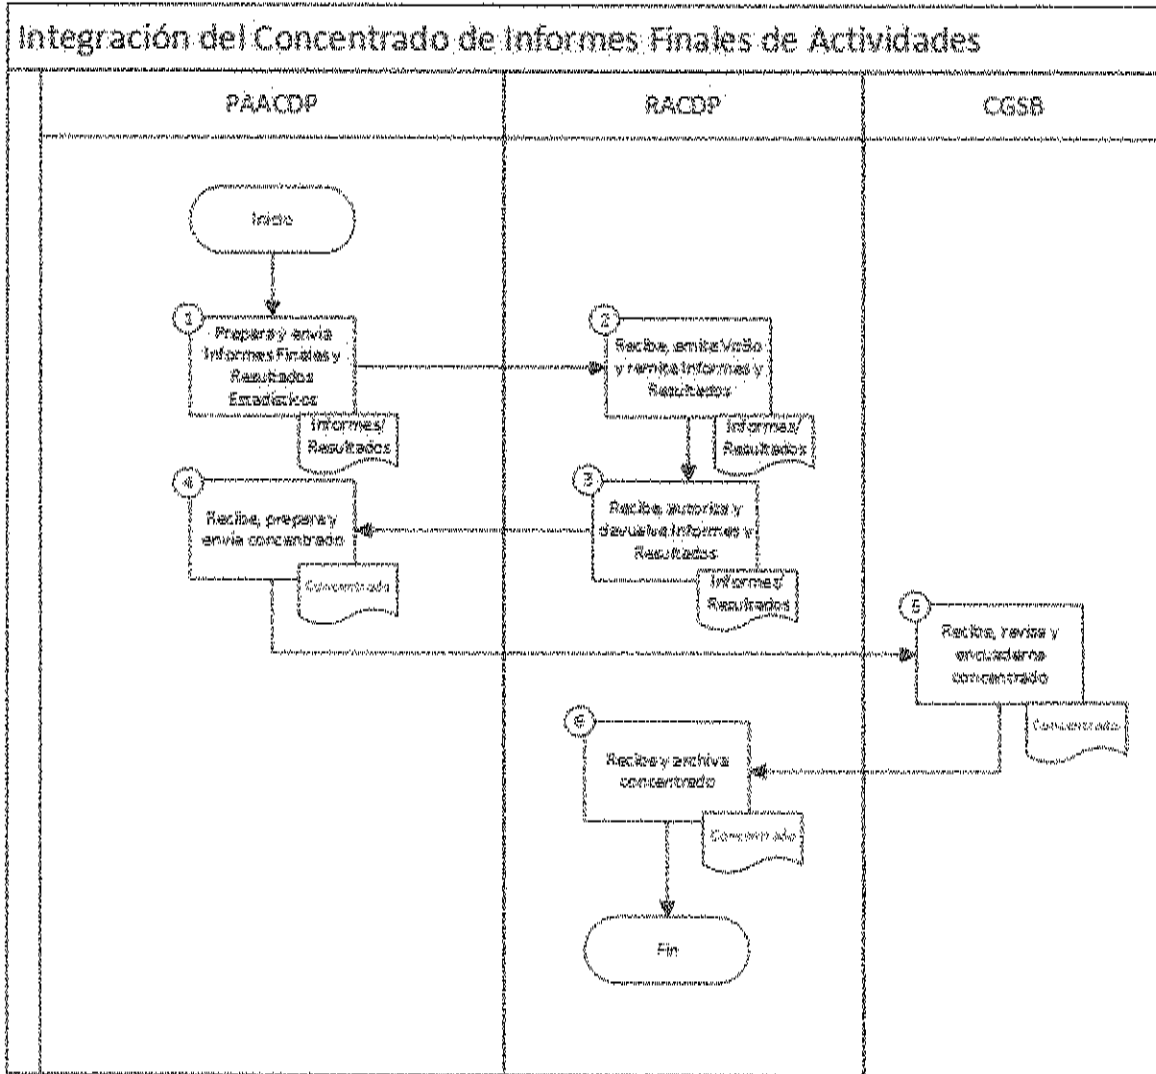 Integración del Concentrado de Informes Finales de Actividades
PAACDP
RACDP
CGSB
Inicio
1
Prepara y envía
Informes Finales y
Resultados
Estadísticos
Informes/
Resultados
2
Recibe, emite VoBo
y remite Informes y
Resultados
Informes/
Resultados
3
Recibe, autoriza y
devuelve Informes y
Resultados
Informes/
Resultados
4
Recibe, prepara y
envía concentrado
Concentrado
5
Recibe, revisa y
encuaderna
concentrado
Concentrado
6
Recibe y archiva
concentrado
Concentrado
Fin